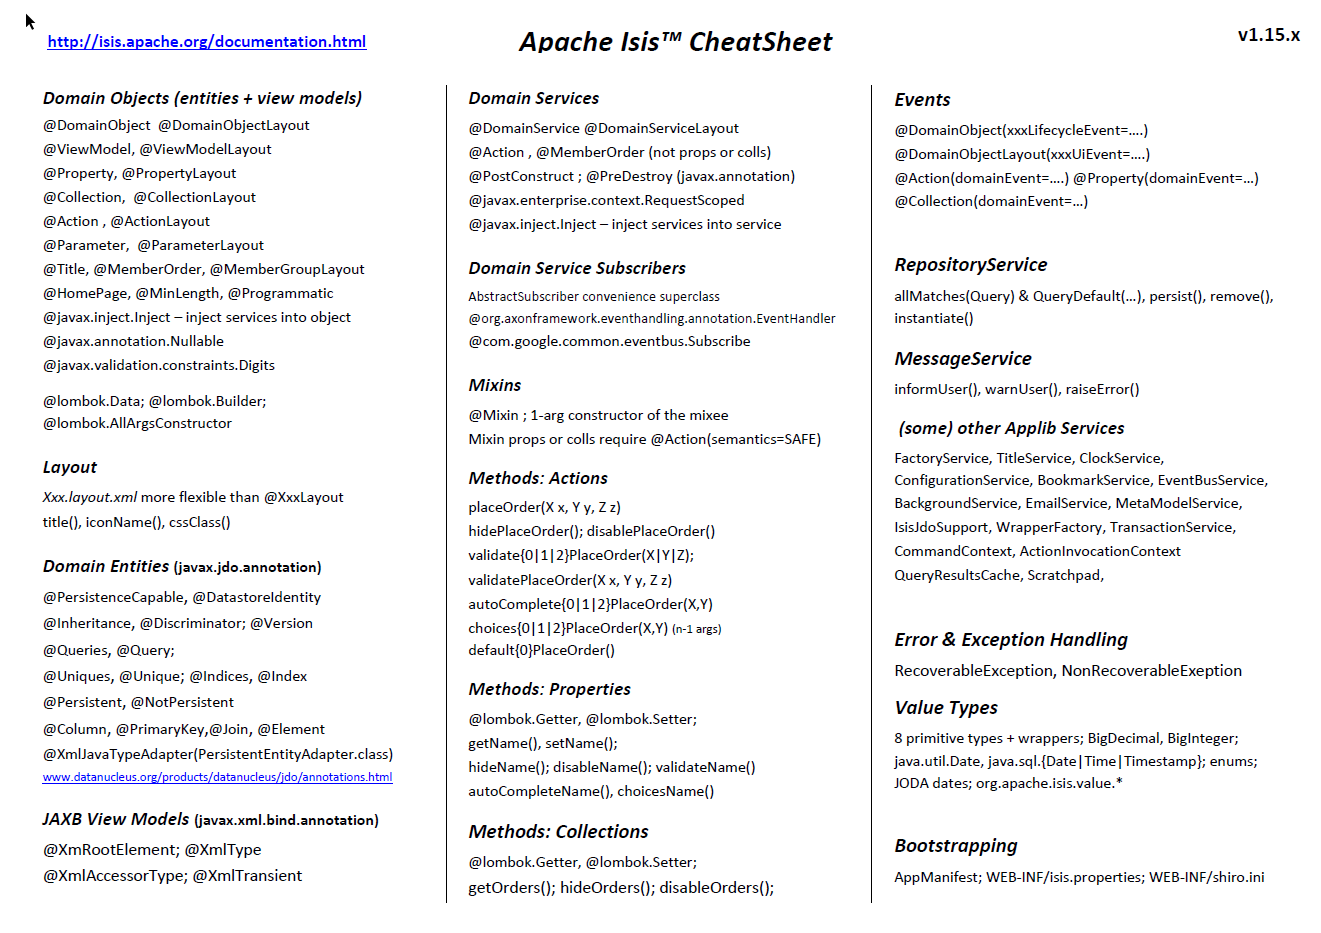 http://isis.apache.org/documentation.html
Apache Isis™ CheatSheet
v1.15.x
Domain Objects (entities + view models)
@DomainObject  @DomainObjectLayout
@ViewModel, @ViewModelLayout
@Property, @PropertyLayout
@Collection,  @CollectionLayout
@Action , @ActionLayout
@Parameter,  @ParameterLayout
@Title, @MemberOrder, @MemberGroupLayout
@HomePage, @MinLength, @Programmatic
@javax.inject.Inject – inject services into object
@javax.annotation.Nullable
@javax.validation.constraints.Digits
@lombok.Data; @lombok.Builder;
@lombok.AllArgsConstructor
Layout
Xxx.layout.xml more flexible than @XxxLayout
title(), iconName(), cssClass()
Domain Entities (javax.jdo.annotation)
@PersistenceCapable, @DatastoreIdentity
@Inheritance, @Discriminator; @Version
@Queries, @Query;
@Uniques, @Unique; @Indices, @Index
@Persistent, @NotPersistent
@Column, @PrimaryKey,@Join, @Element
@XmlJavaTypeAdapter(PersistentEntityAdapter.class)
www.datanucleus.org/products/datanucleus/jdo/annotations.html
JAXB View Models (javax.xml.bind.annotation)
@XmRootElement; @XmlType
@XmlAccessorType; @XmlTransient
Domain Services
@DomainService @DomainServiceLayout
@Action , @MemberOrder (not props or colls)
@PostConstruct ; @PreDestroy (javax.annotation)
@javax.enterprise.context.RequestScoped
@javax.inject.Inject – inject services into service
Domain Service Subscribers
AbstractSubscriber convenience superclass
@org.axonframework.eventhandling.annotation.EventHandler
@com.google.common.eventbus.Subscribe
Mixins
@Mixin ; 1-arg constructor of the mixee
Mixin props or colls require @Action(semantics=SAFE)
Methods: Actions
placeOrder(X x, Y y, Z z)
hidePlaceOrder(); disablePlaceOrder()
validate{0|1|2}PlaceOrder(X|Y|Z);
validatePlaceOrder(X x, Y y, Z z)
autoComplete{0|1|2}PlaceOrder(X,Y)
choices{0|1|2}PlaceOrder(X,Y) (n-1 args)
default{0}PlaceOrder()
Methods: Properties
@lombok.Getter, @lombok.Setter;
getName(), setName();
hideName(); disableName(); validateName()
autoCompleteName(), choicesName()
Methods: Collections
@lombok.Getter, @lombok.Setter;
getOrders(); hideOrders(); disableOrders();
Events
@DomainObject(xxxLifecycleEvent=….)
@DomainObjectLayout(xxxUiEvent=….)
@Action(domainEvent=….) @Property(domainEvent=…)
@Collection(domainEvent=…)
RepositoryService
allMatches(Query) & QueryDefault(…), persist(), remove(),
instantiate()
MessageService
informUser(), warnUser(), raiseError()
(some) other Applib Services
FactoryService, TitleService, ClockService,
ConfigurationService, BookmarkService, EventBusService,
BackgroundService, EmailService, MetaModelService,
IsisJdoSupport, WrapperFactory, TransactionService,
CommandContext, ActionInvocationContext
QueryResultsCache, Scratchpad,
Error & Exception Handling
RecoverableException, NonRecoverableExeption
Value Types
8 primitive types + wrappers; BigDecimal, BigInteger;
java.util.Date, java.sql.{Date|Time|Timestamp}; enums;
JODA dates; org.apache.isis.value.*
Bootstrapping
AppManifest; WEB-INF/isis.properties; WEB-INF/shiro.ini